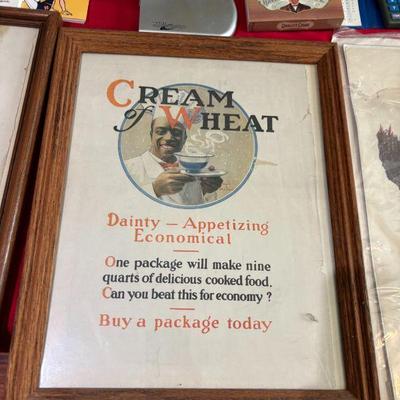 CREAM
of WHEAT
Dainty — Appetizing
Economical
One package will make nine
quarts of delicious cooked food.
Can you beat this for economy?
Buy a package today